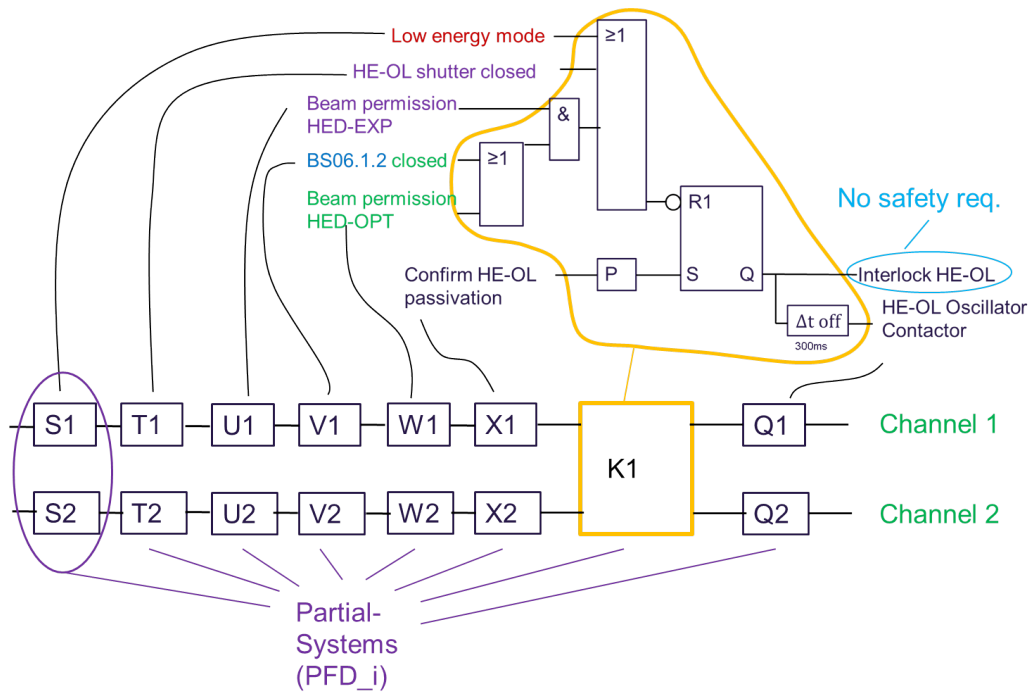 Low energy mode
≥1
HE-OL shutter closed
Beam permission
HED-EXP
&
BS06.1.2 closed
≥1
Beam permission
HED-OPT
R1
No safety req.
Confirm HE-OL
passivation
P
S
Q
Interlock HE-OL
Δt off
300ms
HE-OL Oscillator
Contactor
S1
T1
U1
V1
W1
X1
K1
Q1
Channel 1
S2
T2
U2
V2
W2
X2
Q2
Channel 2
Partial-
Systems
(PFD_i)